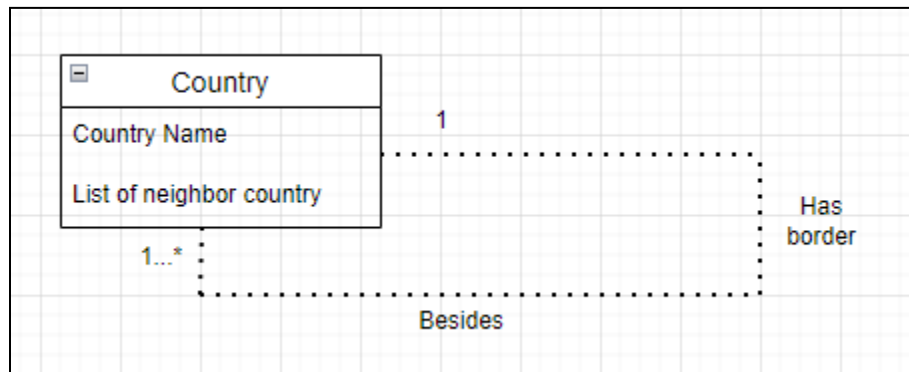 Country
Country Name
1
List of neighbor country
Has
border
1...*
Besides